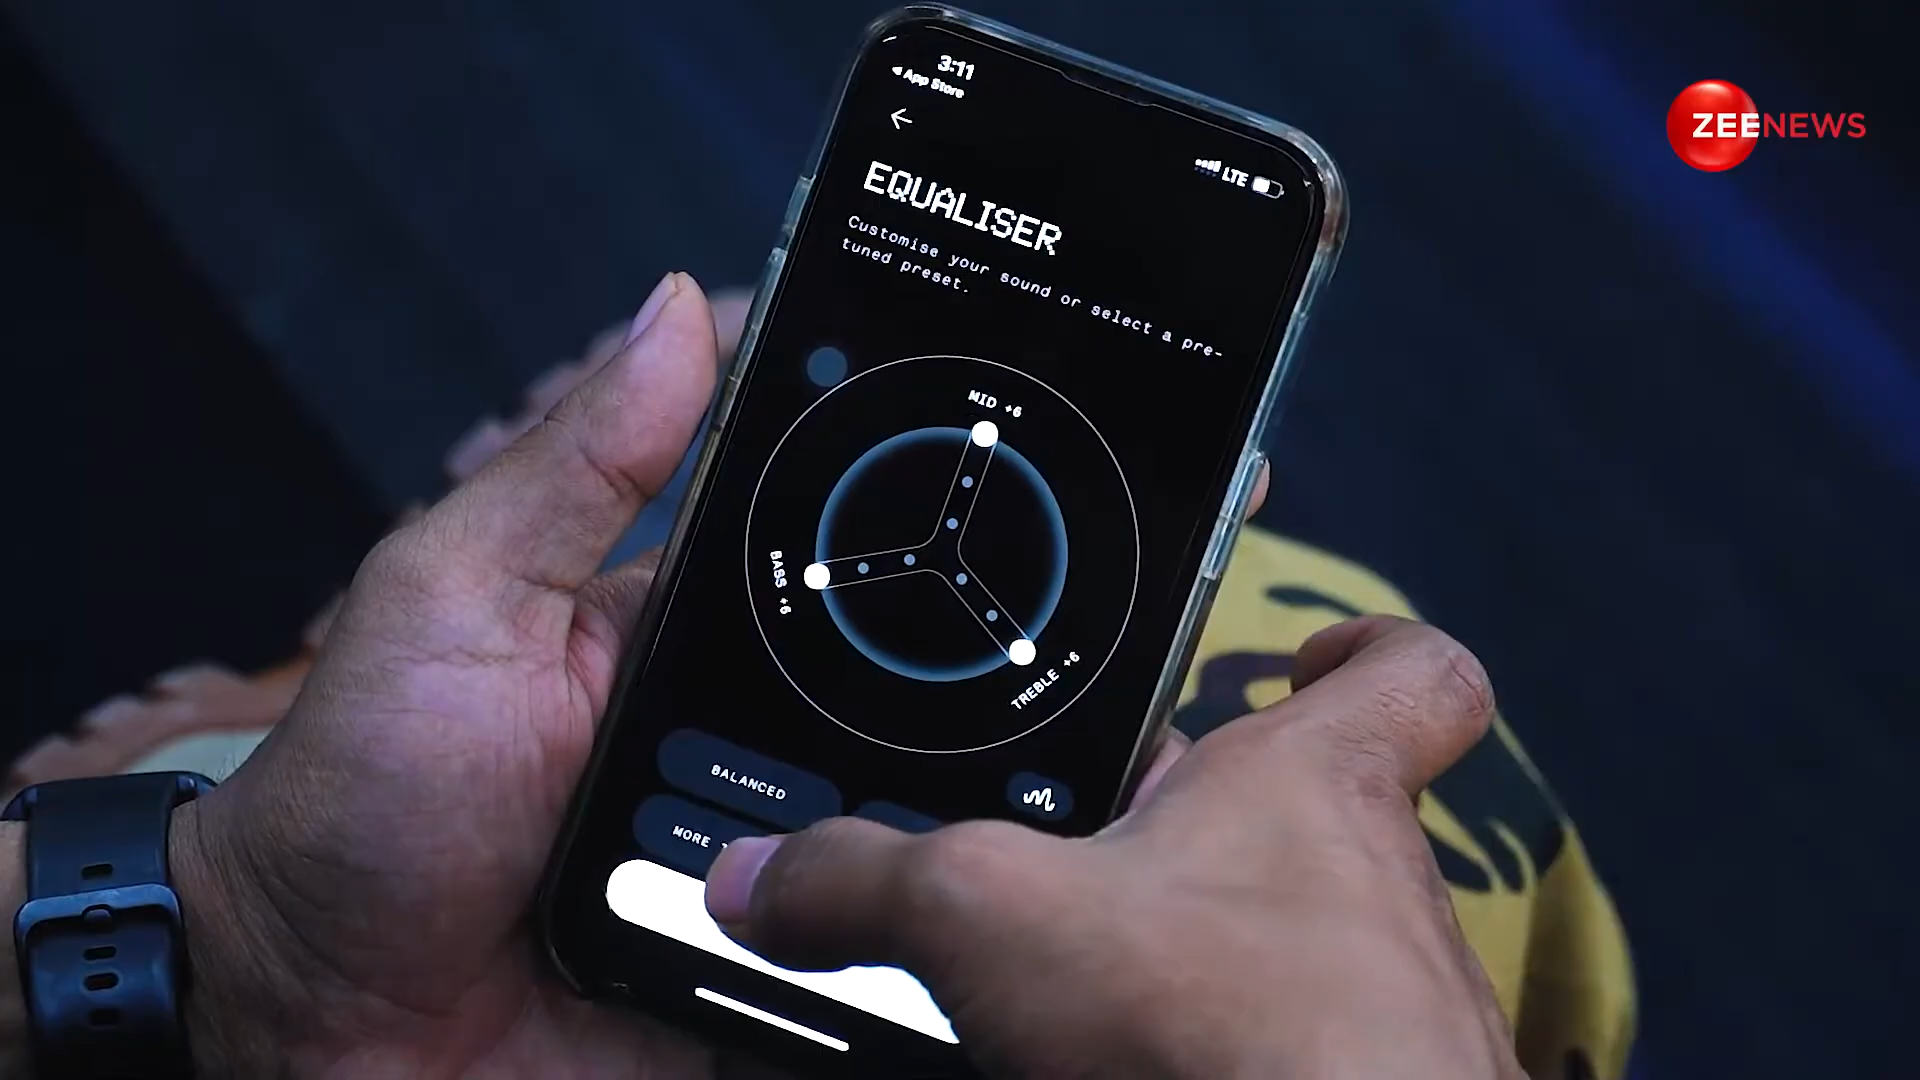 3:11
App Store
LTE
ZEENEWS
EQUALISER
Customise your sound or select a pre-
tuned preset.
MID +6
BASS +6
TREBLE +6
BALANCED
MORE